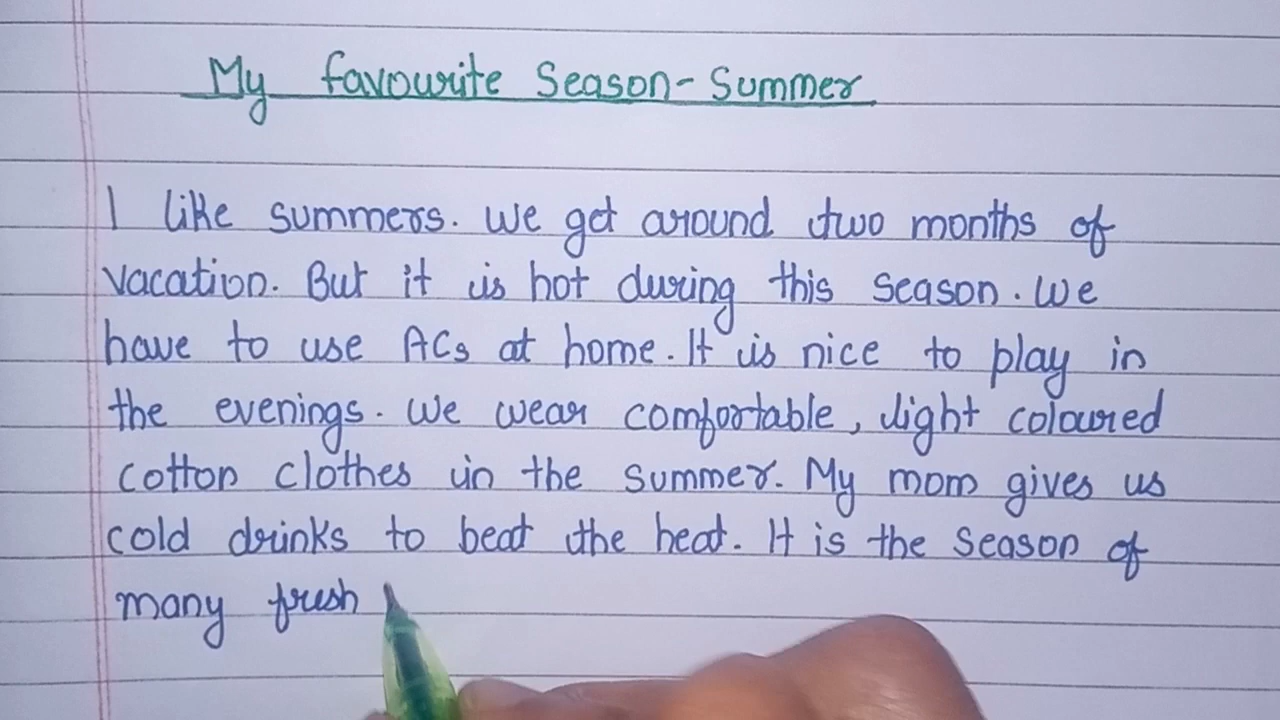 My favourite Season-Summer
I like summers. We get around two months of
vacation. But it is hot during this season. We
have to use ACs at home. It is nice to play in
the evenings. We wear comfortable, light coloured
cotton clothes in the summer. My mom gives us
cold drinks to beat the heat. It is the season of
many fresh